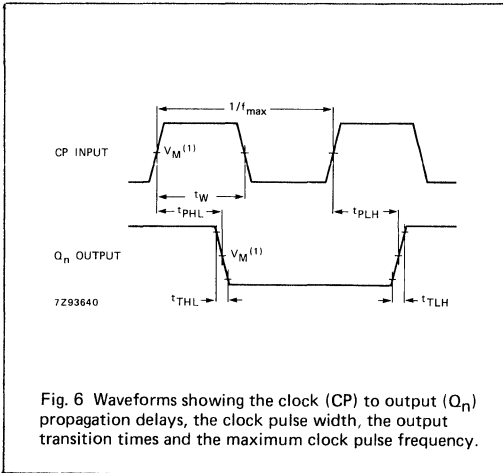 1/fmax
CP INPUT
VM(1)
tW
tPHL
tPLH
Qn OUTPUT
VM(1)
7Z93640
tTHL
tTLH
Fig. 6 Waveforms showing the clock (CP) to output (Qn)
propagation delays, the clock pulse width, the output
transition times and the maximum clock pulse frequency.